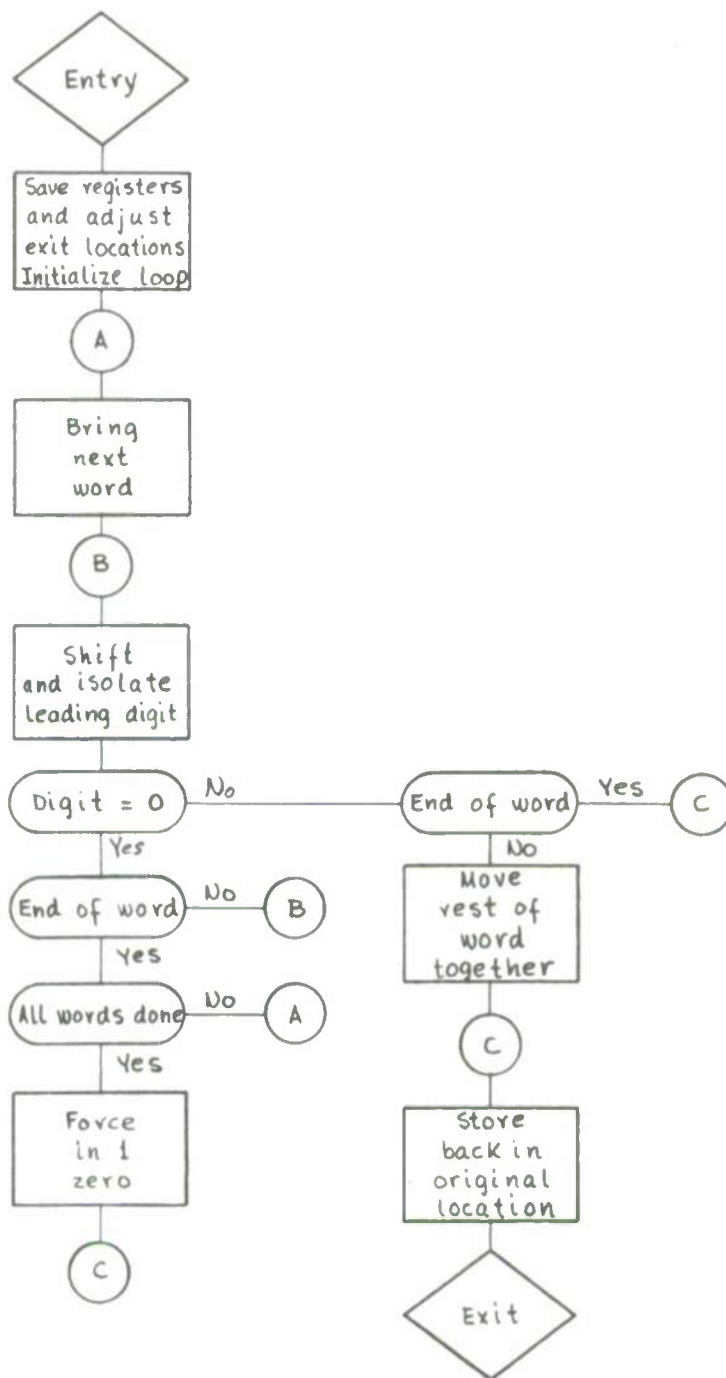 Entry
Save registers
and adjust
exit locations
Initialize loop
A
Bring
next
word
B
Shift
and isolate
leading digit
Digit = 0
No
Yes
End of word
No
B
Yes
All words done
No
A
Yes
Force
in 1
zero
C
End of word
Yes
C
No
Move
rest of
word
together
C
Store
back in
original
location
Exit